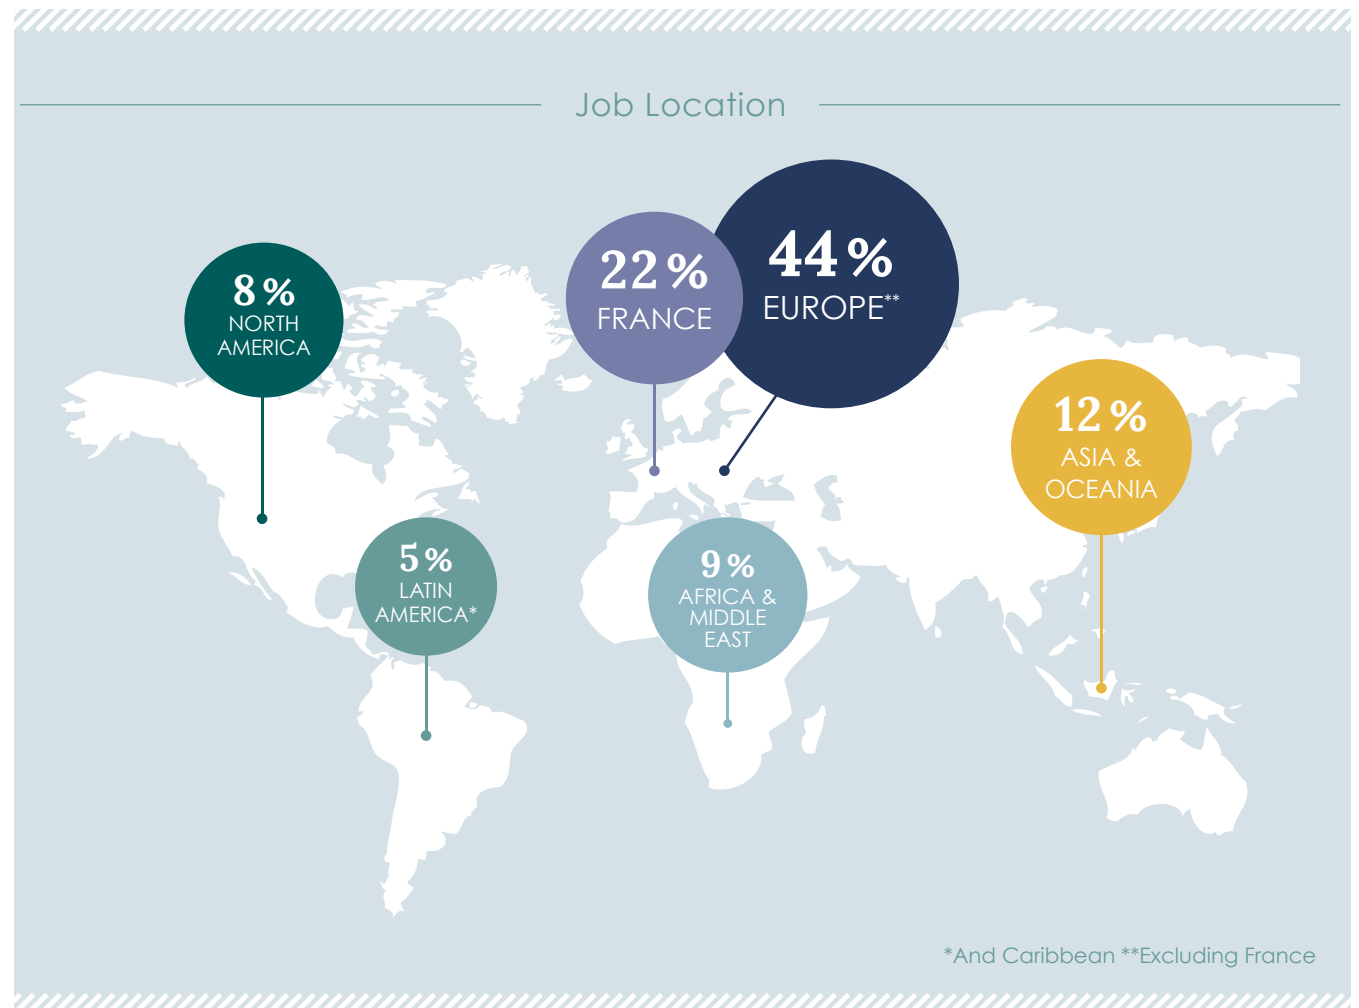 Job Location
8 %
NORTH
AMERICA
22 %
FRANCE
44 %
EUROPE**
12 %
ASIA &
OCEANIA
5 %
LATIN
AMERICA*
9 %
AFRICA &
MIDDLE
EAST
*And Caribbean **Excluding France